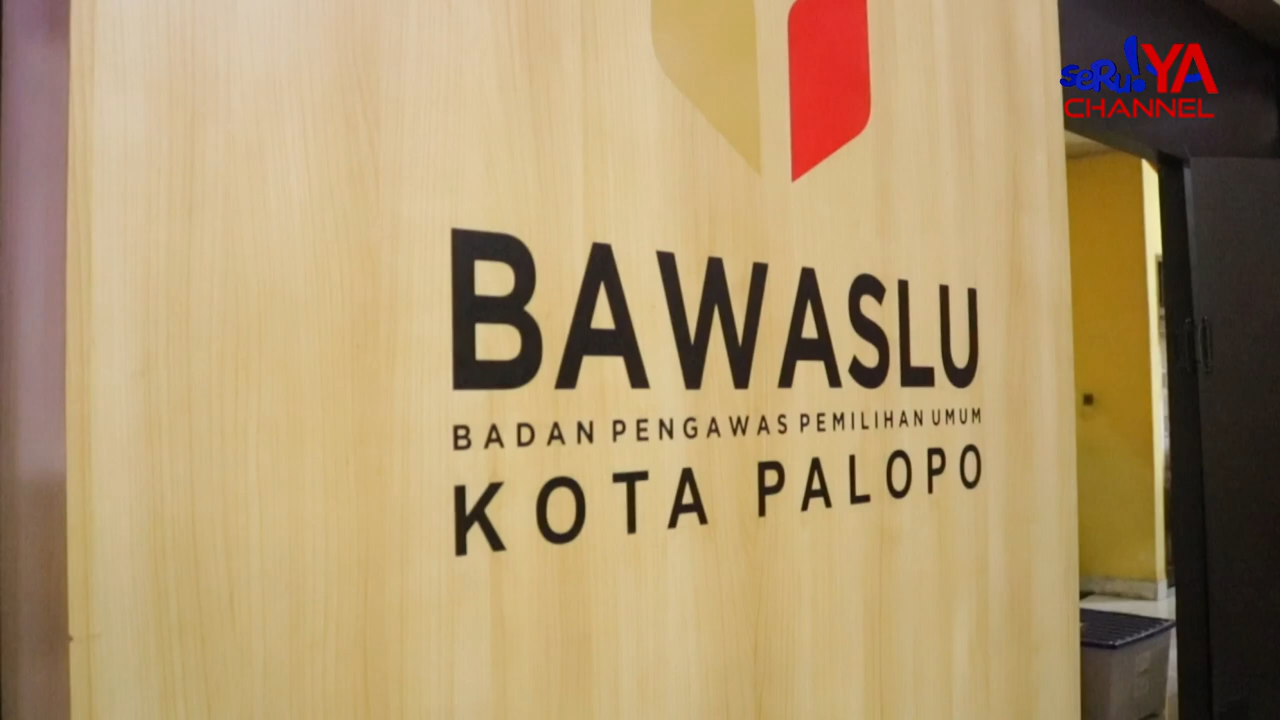 seRu!YA
CHANNEL
BAWASLU
BADAN PENGAWAS PEMILIHAN UMUM
KOTA PALOPO